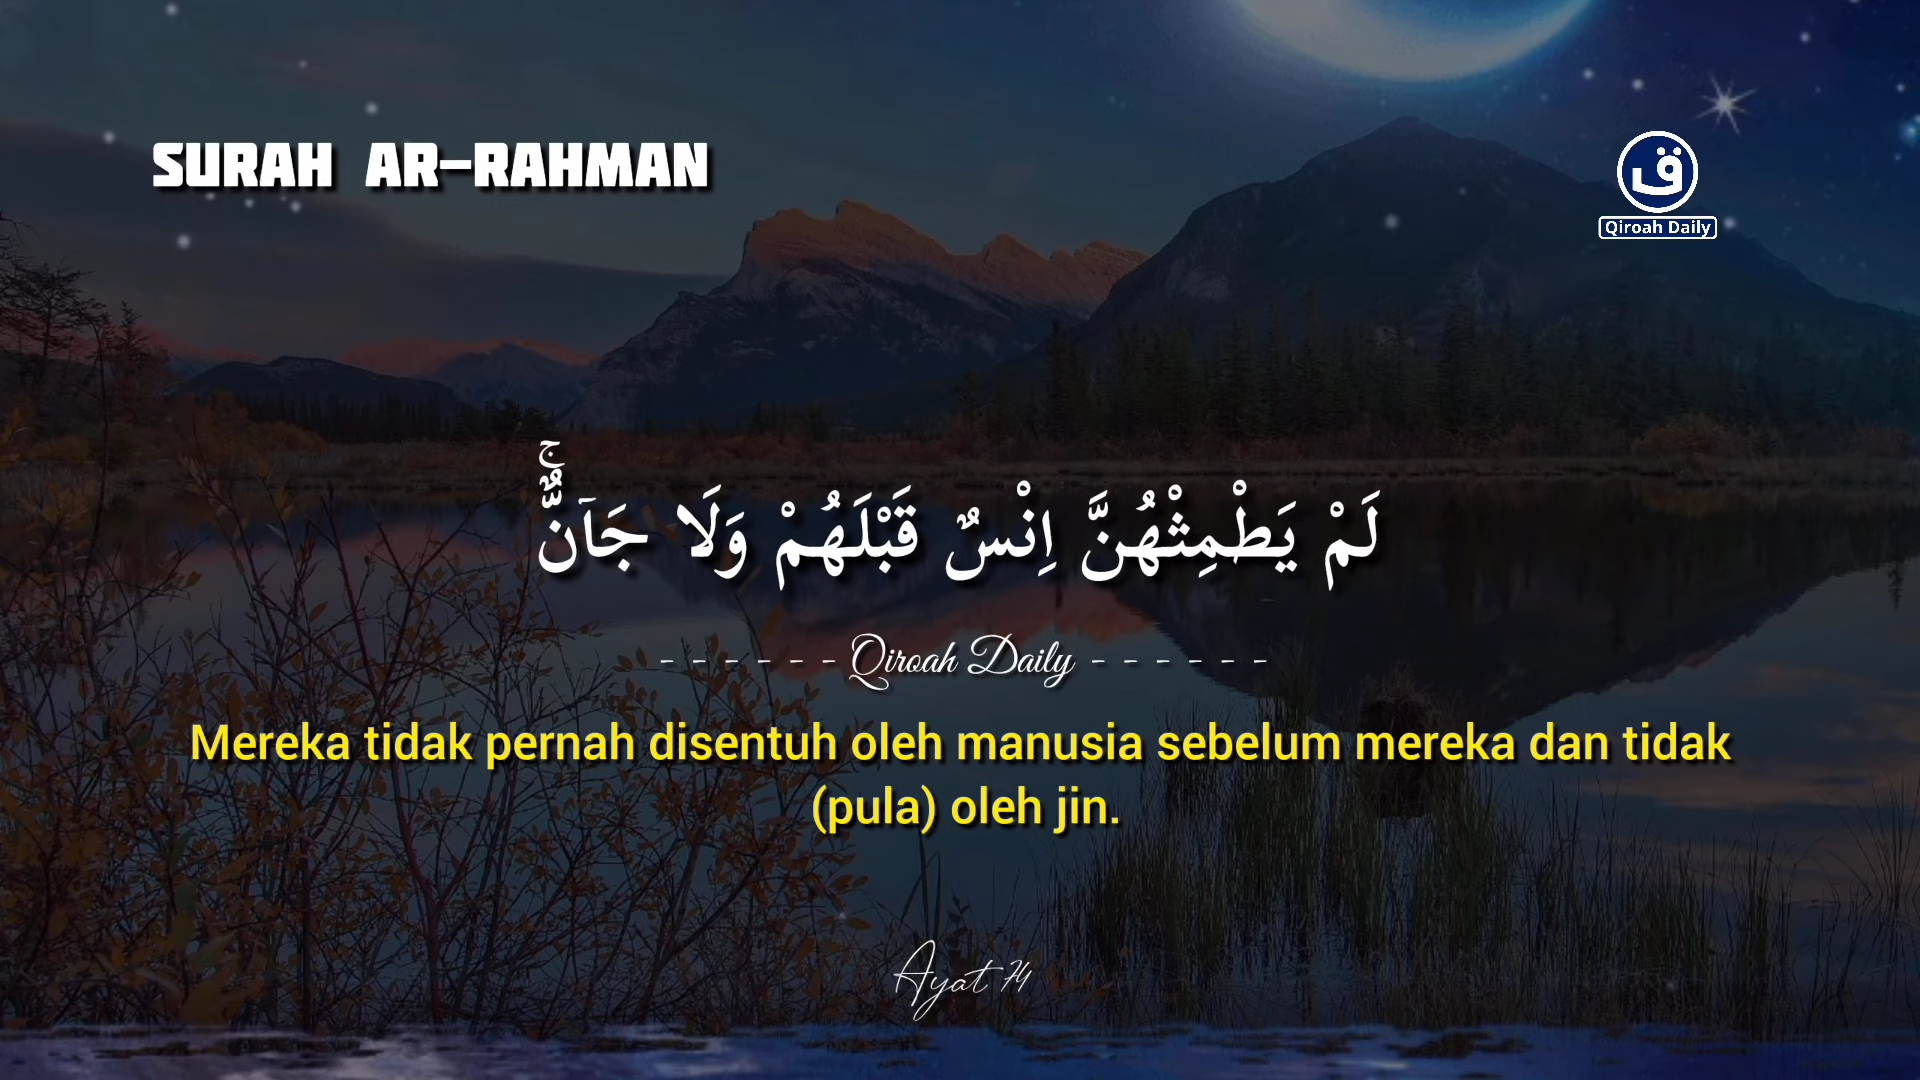 SURAH AR-RAHMAN
ق
Qiroah Daily
لَمْ يَطْمِثْهُنَّ اِنْسٌ قَبْلَهُمْ وَلَا جَاۤنٌّۚ
- - - - - - Qiroah Daily - - - - - -
Mereka tidak pernah disentuh oleh manusia sebelum mereka dan tidak
(pula) oleh jin.
Ayat 74